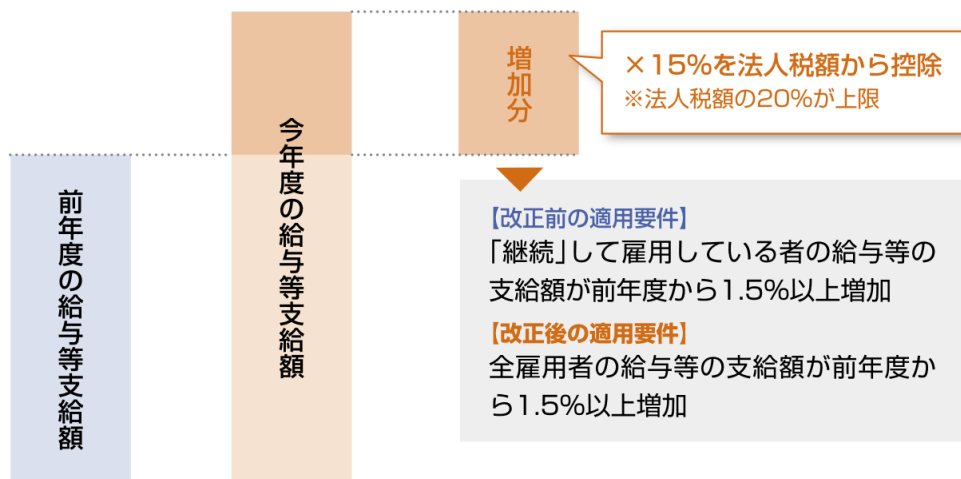 前年度の給与等支給額
今年度の給与等支給額
増加分
×15%を法人税額から控除
※法人税額の20%が上限
【改正前の適用要件】
「継続」して雇用している者の給与等の
支給額が前年度から1.5%以上増加
【改正後の適用要件】
全雇用者の給与等の支給額が前年度か
ら1.5%以上増加